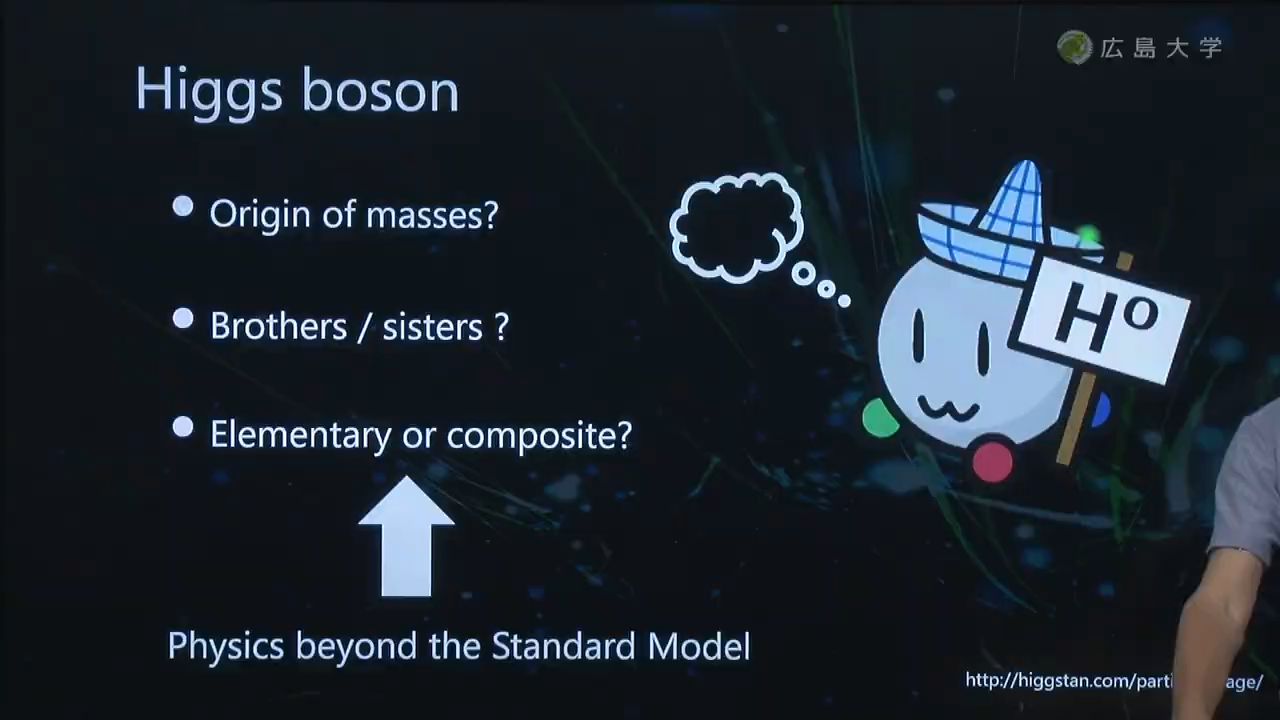 広島大学
Higgs boson
Origin of masses?
Brothers / sisters ?
H⁰
Elementary or composite?
Physics beyond the Standard Model
http://higgstan.com/parti age/